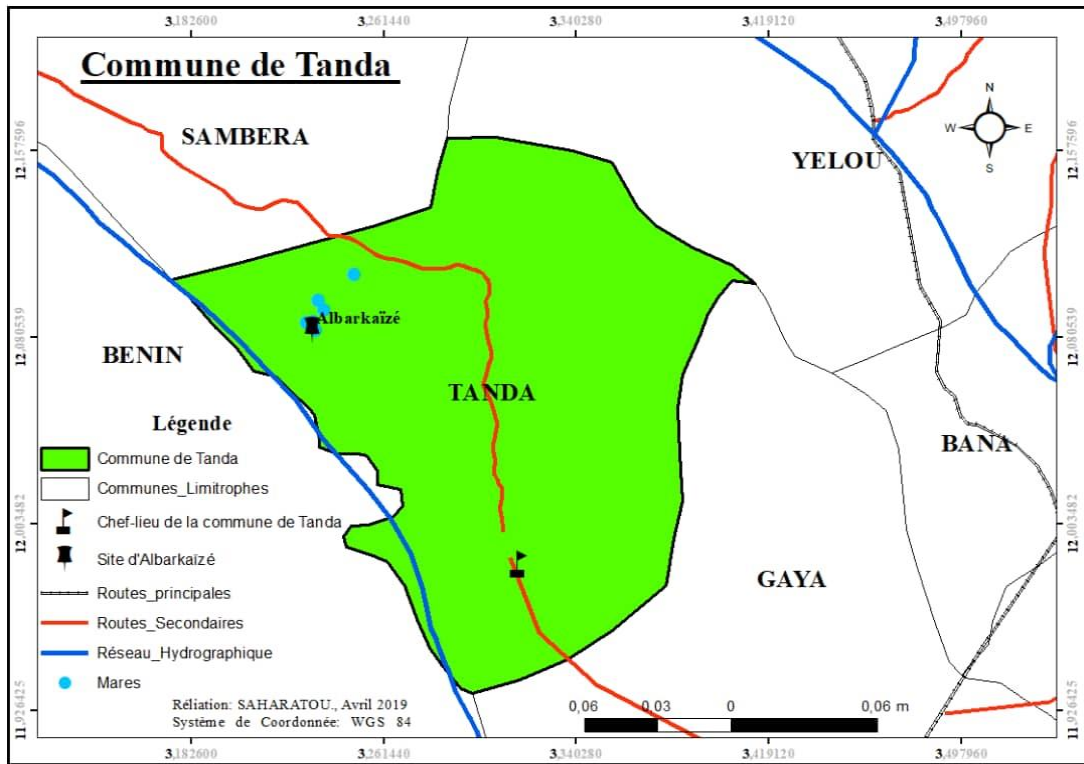 3,182600 3,261440 3,340280 3,419120 3,497960
Commune de Tanda
N
W E
S
SAMBERA
YELOU
12,157596 12,157596
Albarkaïzé
12,080539 12,080539
BENIN
TANDA
Légende
BANA
Commune de Tanda
Communes_Limitrophes
Chef-lieu de la commune de Tanda
12,003482 12,003482
Site d'Albarkaïzé
GAYA
Routes_principales
Routes_Secondaires
Réseau_Hydrographique
Mares
Réliation: SAHARATOU., Avril 2019
Système de Coordonnée: WGS 84
0,06 0,03 0 0,06 m
11,926425 11,926425
3,182600 3,261440 3,340280 3,419120 3,497960